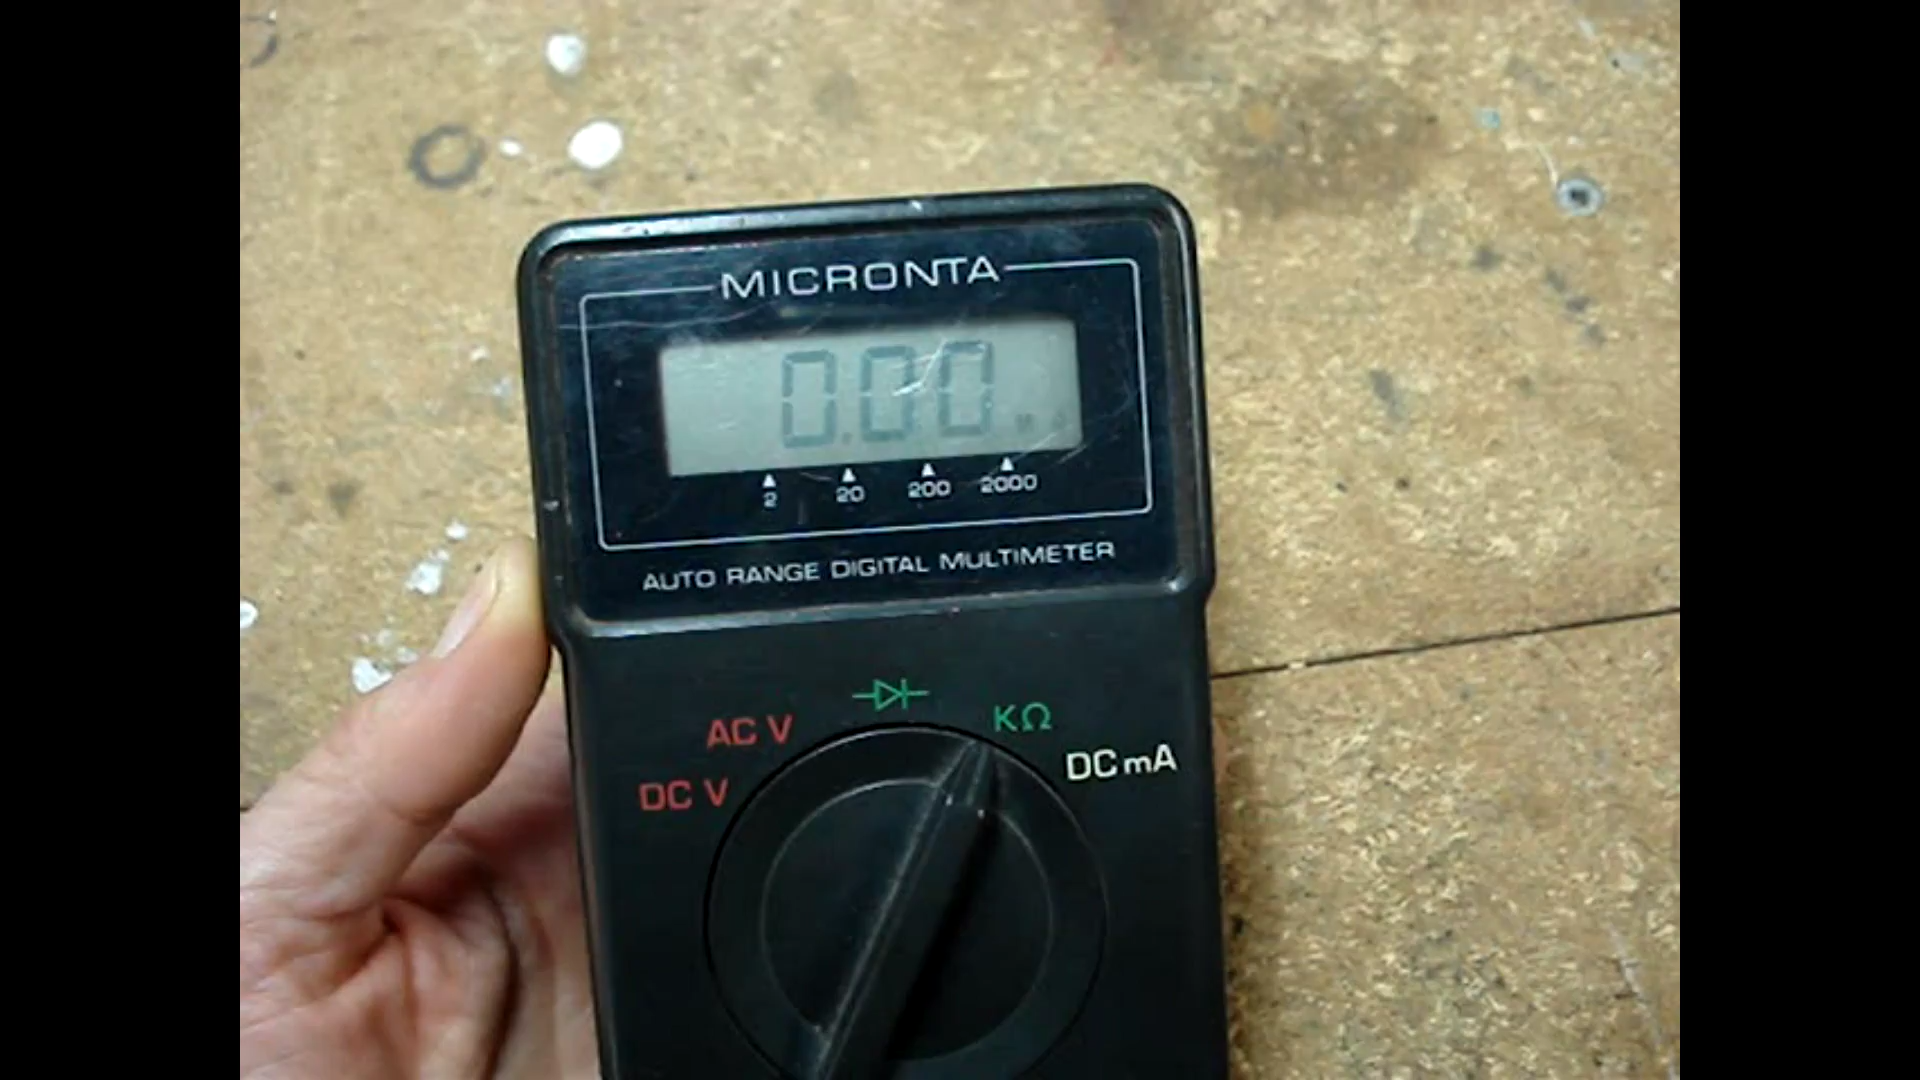 MICRONTA
0.00
2 20 200 2000
AUTO RANGE DIGITAL MULTIMETER
KΩ
AC V
DC mA
DC V